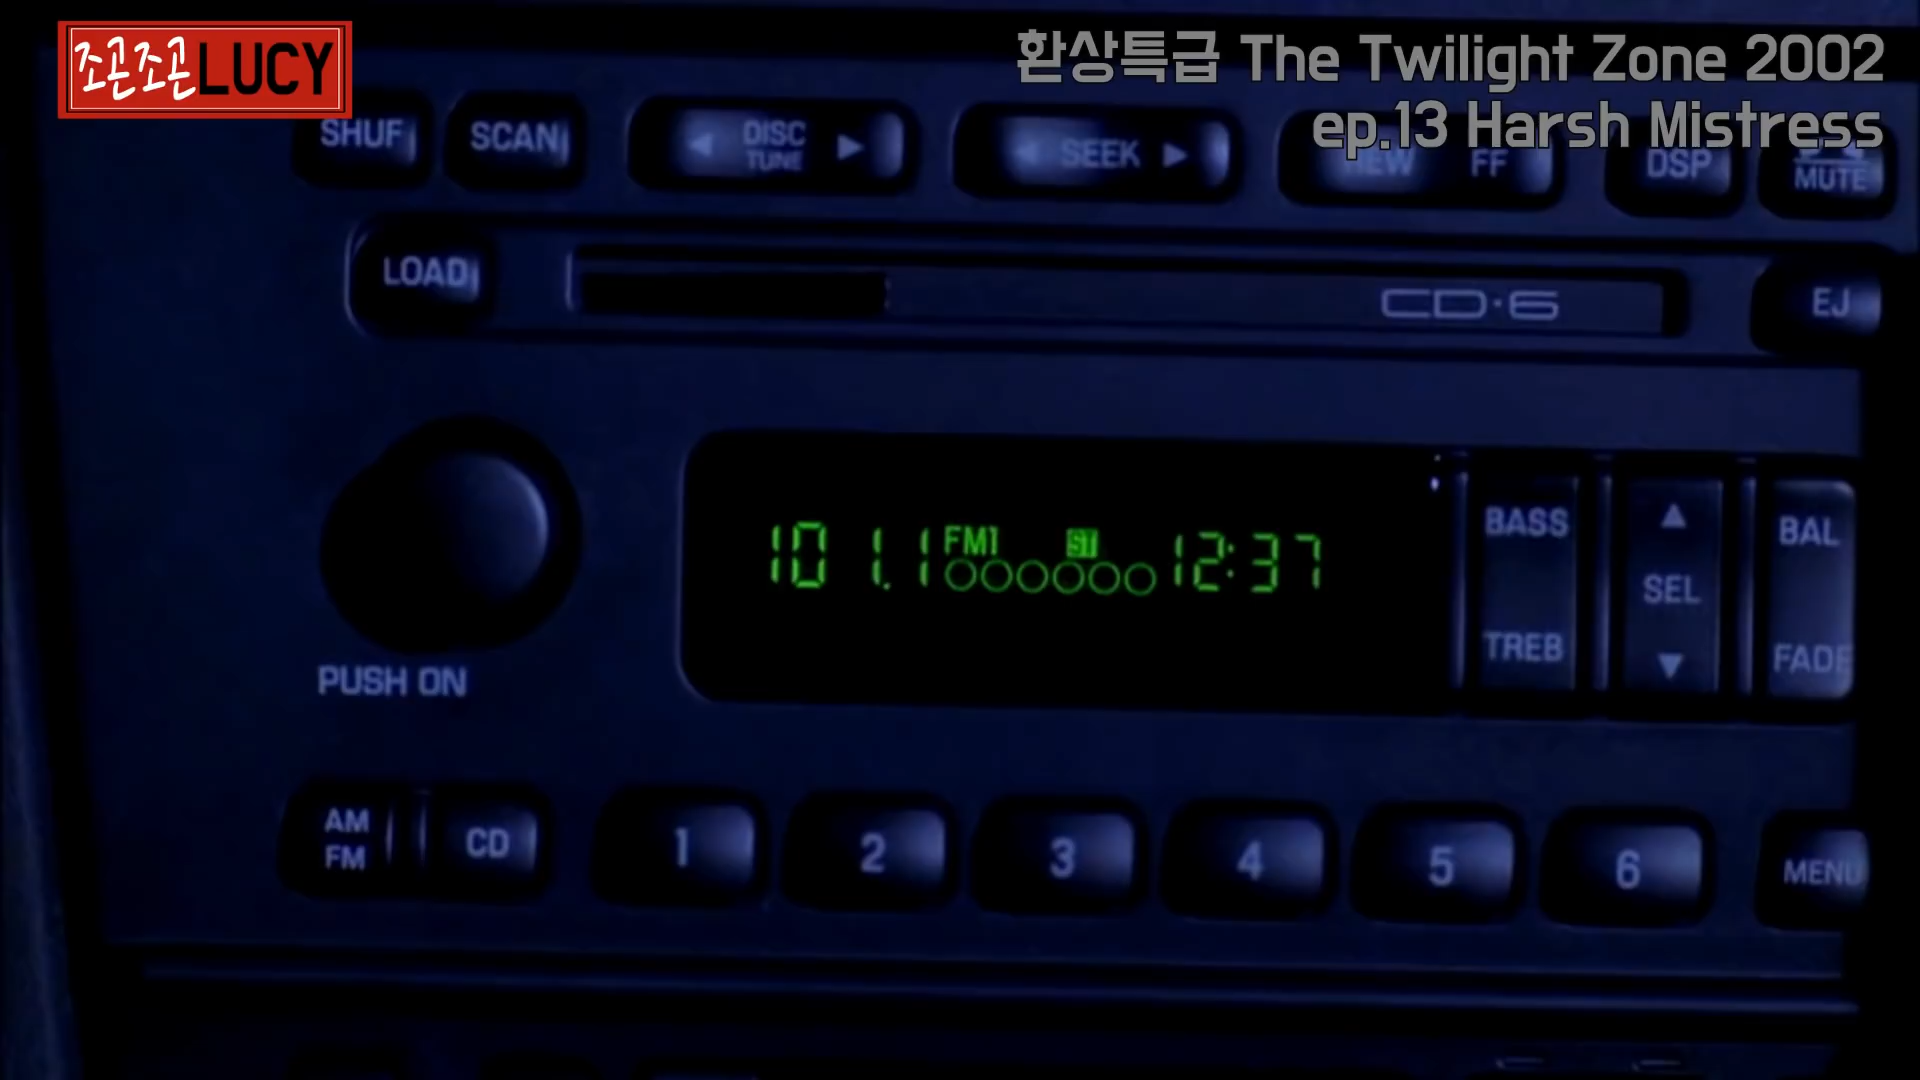 조곤조곤LUCY
환상특급 The Twilight Zone 2002
ep.13 Harsh Mistress
SHUF SCAN DISC TUNE SEEK REW FF DSP MUTE
LOAD CD·6 EJ
101.1 FM1 ST 12:37
BASS SEL BAL
TREB FADE
PUSH ON
AM FM CD 1 2 3 4 5 6 MENU